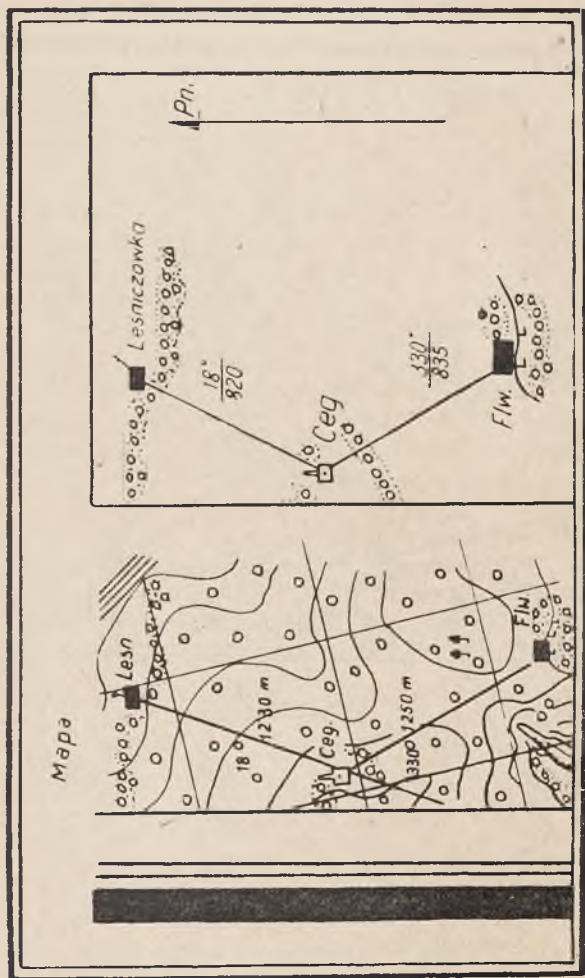 Pn.
Lesniczowka
18°
820
Ceg
330°
835
Flw.
Mapa
Lesn
18
1230 m
Ceg.
330
1250 m
Flw.